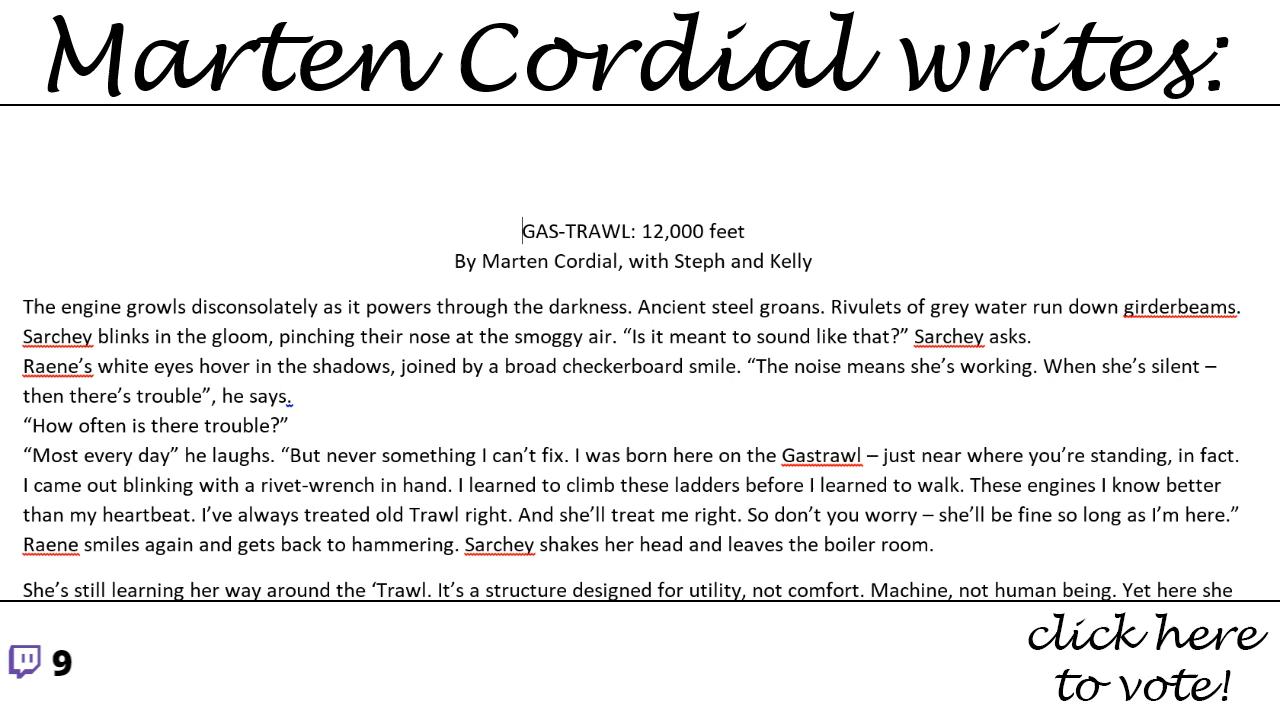 Marten Cordial writes:
GAS-TRAWL: 12,000 feet
By Marten Cordial, with Steph and Kelly
The engine growls disconsolately as it powers through the darkness. Ancient steel groans. Rivulets of grey water run down girderbeams.
Sarchey blinks in the gloom, pinching their nose at the smoggy air. “Is it meant to sound like that?” Sarchey asks.
Raene’s white eyes hover in the shadows, joined by a broad checkerboard smile. “The noise means she’s working. When she’s silent –
then there’s trouble”, he says.
“How often is there trouble?”
“Most every day” he laughs. “But never something I can’t fix. I was born here on the Gastrawl – just near where you’re standing, in fact.
I came out blinking with a rivet-wrench in hand. I learned to climb these ladders before I learned to walk. These engines I know better
than my heartbeat. I’ve always treated old Trawl right. And she’ll treat me right. So don’t you worry – she’ll be fine so long as I’m here.”
Raene smiles again and gets back to hammering. Sarchey shakes her head and leaves the boiler room.
She’s still learning her way around the ‘Trawl. It’s a structure designed for utility, not comfort. Machine, not human being. Yet here she
9
click here
to vote!